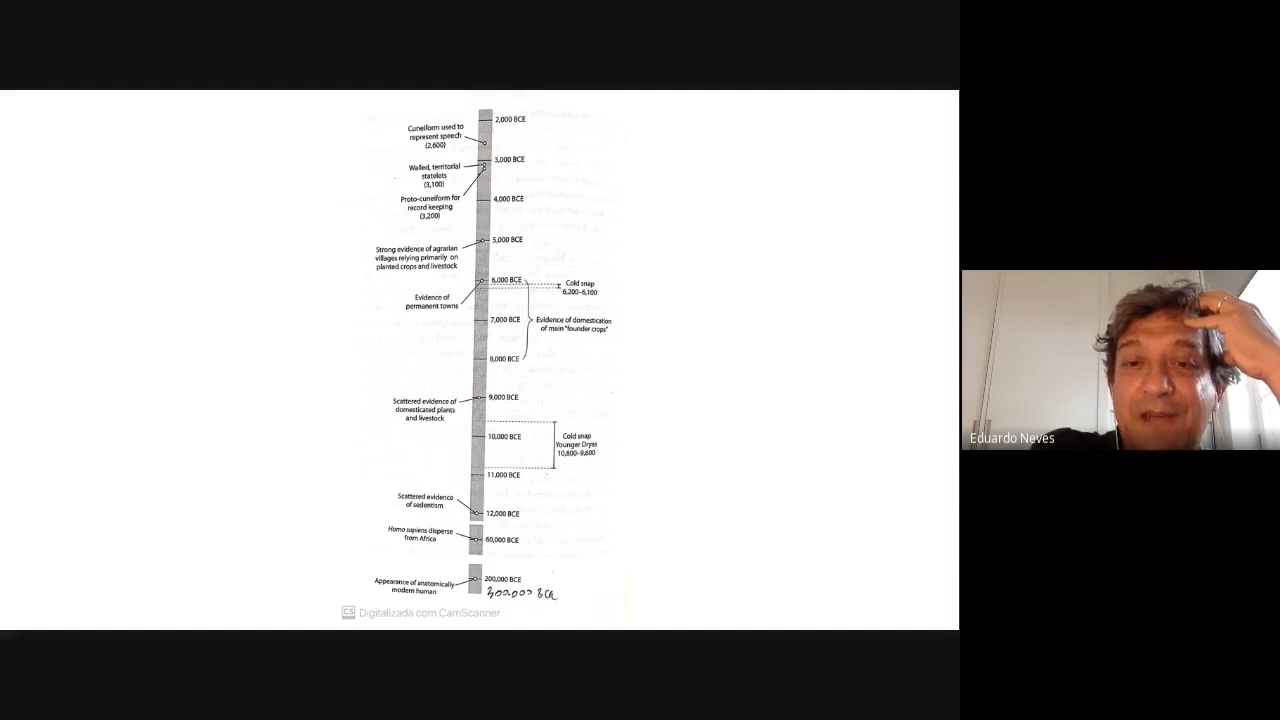 2,000 BCE
Cuneiform used to
represent speech
(2,600)
3,000 BCE
Walled, territorial
statelets
(3,100)
Proto-cuneiform for
record keeping
(3,200)
4,000 BCE
5,000 BCE
Strong evidence of agrarian
villages relying primarily on
planted crops and livestock
6,000 BCE
Cold snap
6,200–6,100
Evidence of
permanent towns
7,000 BCE
Evidence of domestication
of main "founder crops"
8,000 BCE
9,000 BCE
Scattered evidence of
domesticated plants
and livestock
10,000 BCE
Cold snap
Younger Dryas
10,800–9,600
11,000 BCE
Scattered evidence
of sedentism
12,000 BCE
Homo sapiens disperse
from Africa
60,000 BCE
Appearance of anatomically
modern human
200,000 BCE
300.000 BCE
CS Digitalizada com CamScanner
Eduardo Neves